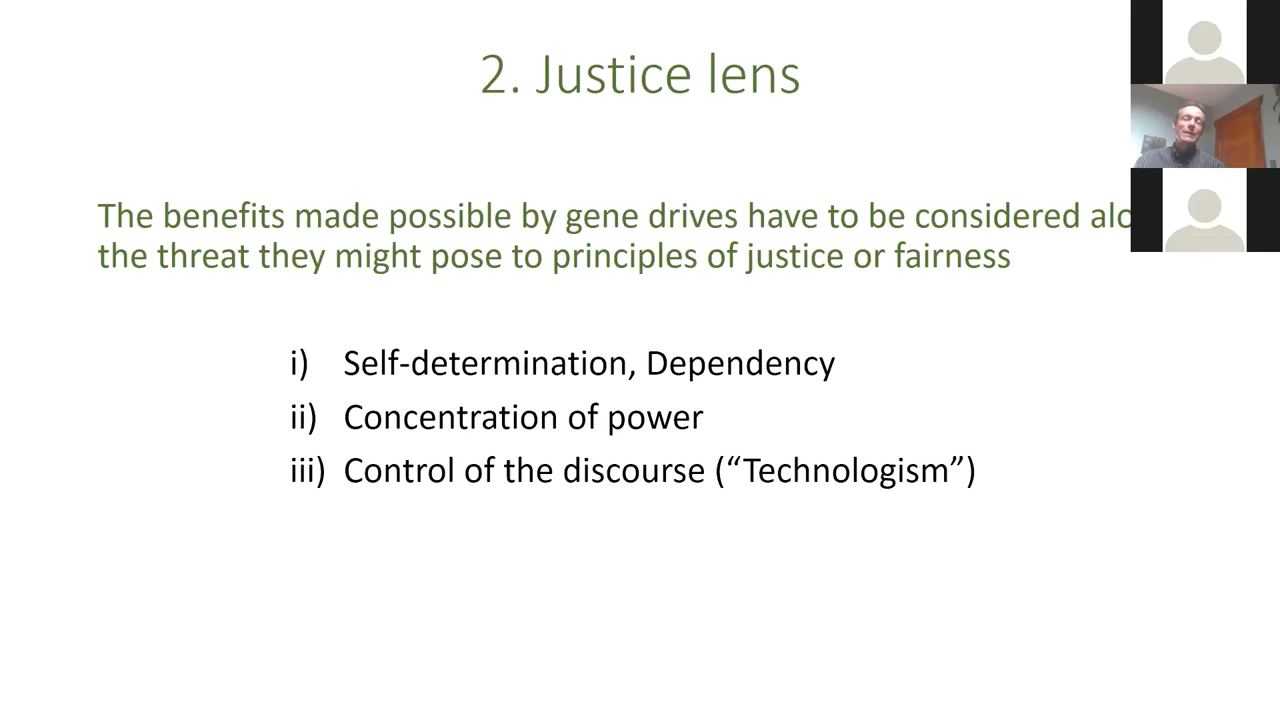 2. Justice lens
The benefits made possible by gene drives have to be considered
the threat they might pose to principles of justice or fairness
i) Self-determination, Dependency
ii) Concentration of power
iii) Control of the discourse (“Technologism”)